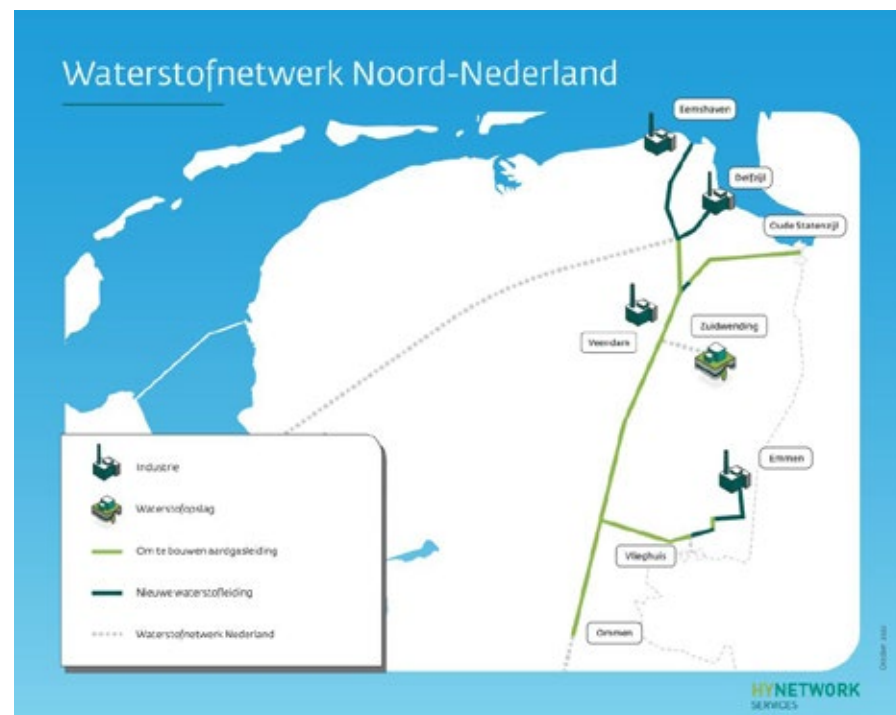 Waterstofnetwerk Noord-Nederland
Eemshaven
Delfzijl
Oude Statenzijl
Zuidwending
Veendam
Emmen
Vlieghuis
Ommen
Industrie
Waterstofopslag
Om te bouwen aardgasleiding
Nieuwe waterstofleiding
Waterstofnetwerk Nederland
HYNETWORK
SERVICES